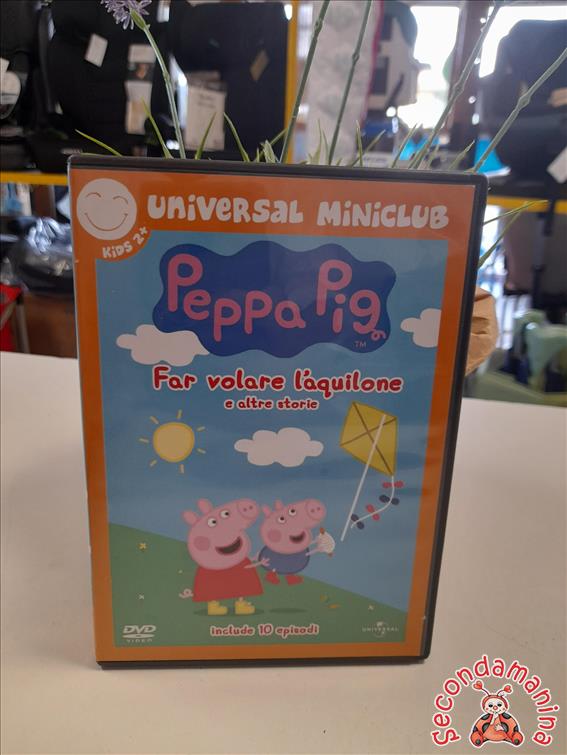 UNIVERSAL MINICLUB
KIDS 2+
Peppa Pig
TM
Far volare l'aquilone
e altre storie
include 10 episodi
DVD
VIDEO
UNIVERSAL
Secondamanina